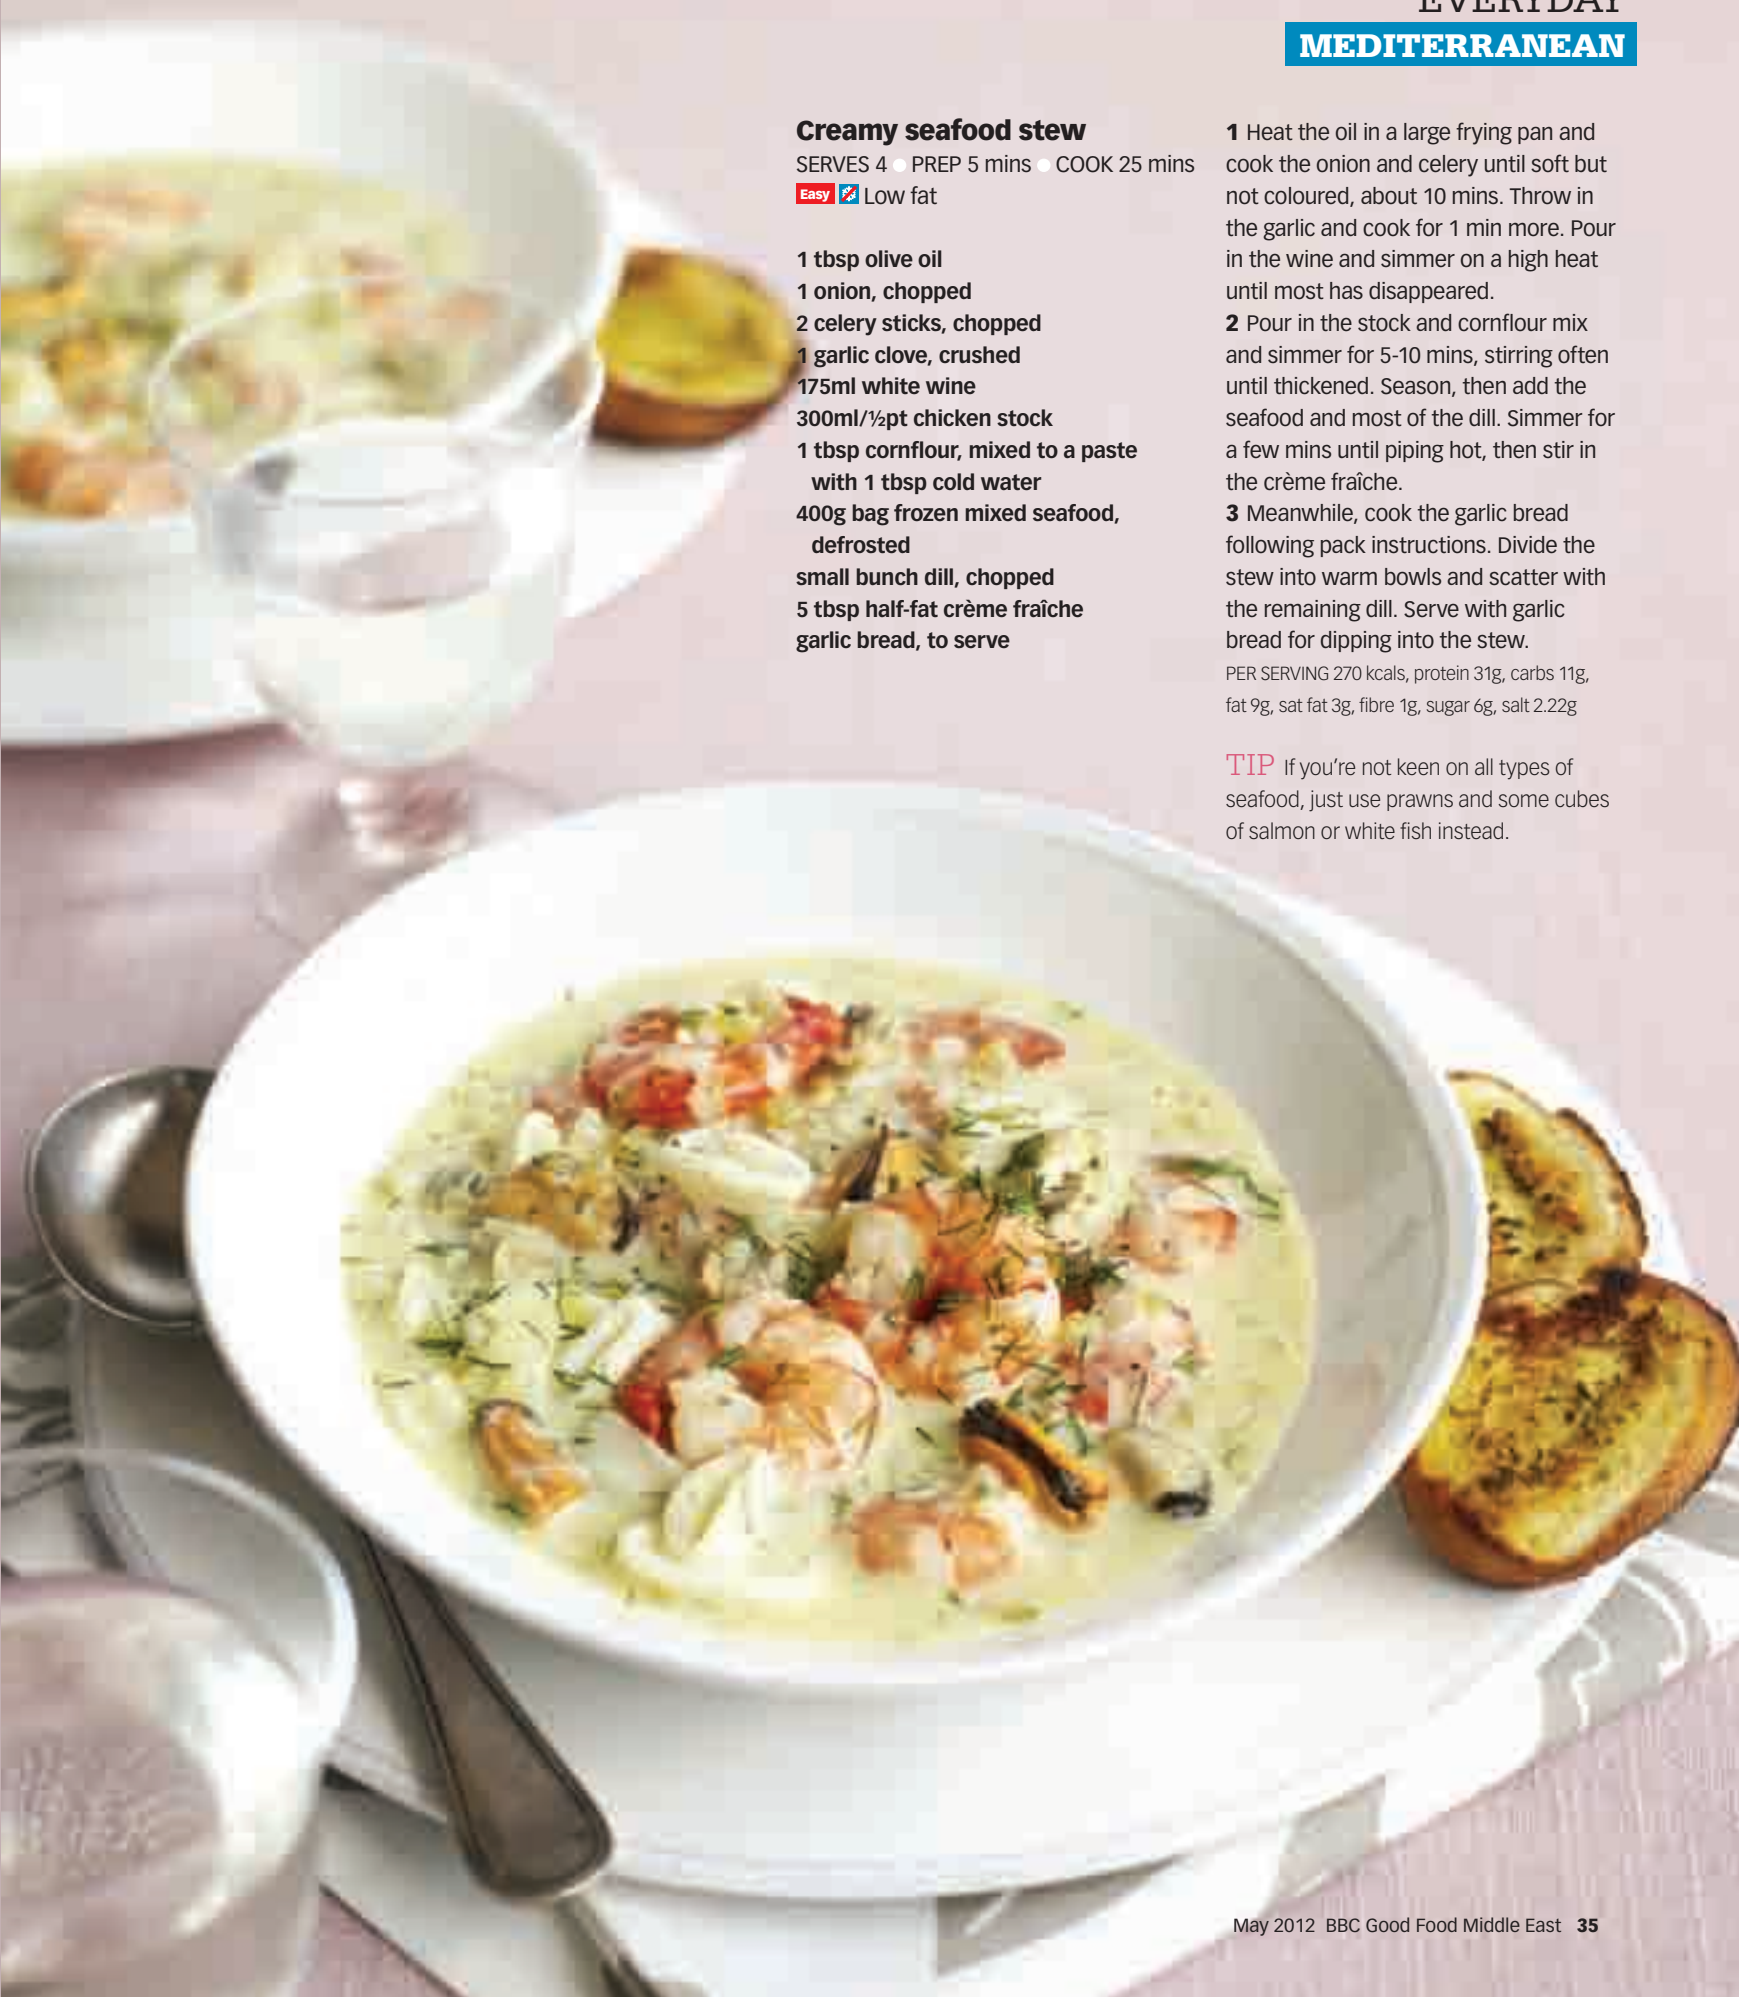 EVERYDAY
MEDITERRANEAN
Creamy seafood stew
SERVES 4 ● PREP 5 mins ● COOK 25 mins
Easy Low fat
1 tbsp olive oil
1 onion, chopped
2 celery sticks, chopped
1 garlic clove, crushed
175ml white wine
300ml/½pt chicken stock
1 tbsp cornflour, mixed to a paste
with 1 tbsp cold water
400g bag frozen mixed seafood,
defrosted
small bunch dill, chopped
5 tbsp half-fat crème fraîche
garlic bread, to serve
1 Heat the oil in a large frying pan and
cook the onion and celery until soft but
not coloured, about 10 mins. Throw in
the garlic and cook for 1 min more. Pour
in the wine and simmer on a high heat
until most has disappeared.
2 Pour in the stock and cornflour mix
and simmer for 5-10 mins, stirring often
until thickened. Season, then add the
seafood and most of the dill. Simmer for
a few mins until piping hot, then stir in
the crème fraîche.
3 Meanwhile, cook the garlic bread
following pack instructions. Divide the
stew into warm bowls and scatter with
the remaining dill. Serve with garlic
bread for dipping into the stew.
PER SERVING 270 kcals, protein 31g, carbs 11g,
fat 9g, sat fat 3g, fibre 1g, sugar 6g, salt 2.22g
TIP If you're not keen on all types of
seafood, just use prawns and some cubes
of salmon or white fish instead.
May 2012 BBC Good Food Middle East 35